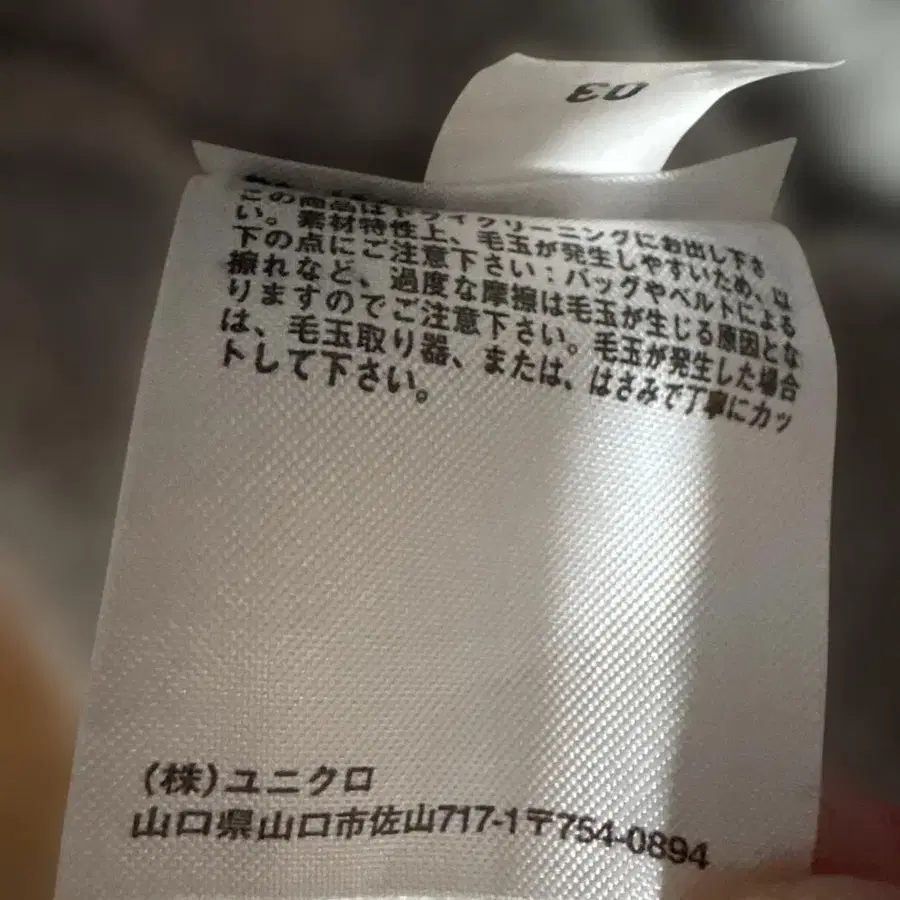 03
この商品はドライクリーニングにお出し下さ
い。素材特性上、毛玉が発生しやすいため、以
下の点にご注意下さい：バッグやベルトによる
擦れなど、過度な摩擦は毛玉が生じる原因とな
りますのでご注意下さい。毛玉が発生した場合
は、毛玉取り器、または、はさみで丁寧にカッ
トして下さい。
(株)ユニクロ
山口県山口市佐山717-1〒754-0894